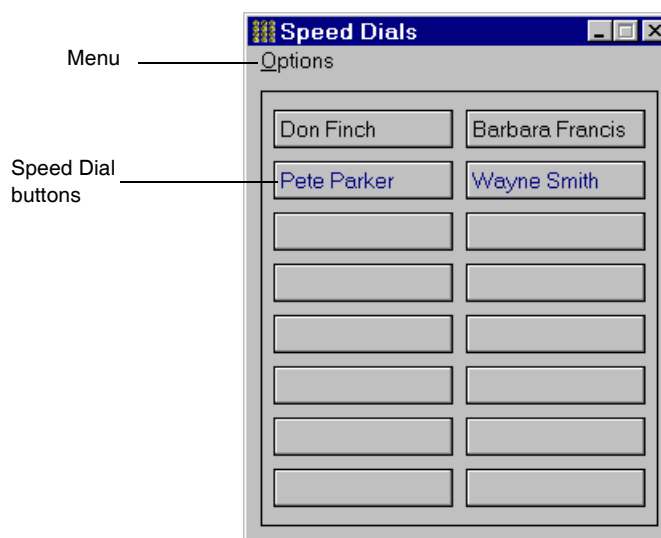 Speed Dials
Menu
Options
Don Finch
Barbara Francis
Speed Dial
buttons
Pete Parker
Wayne Smith